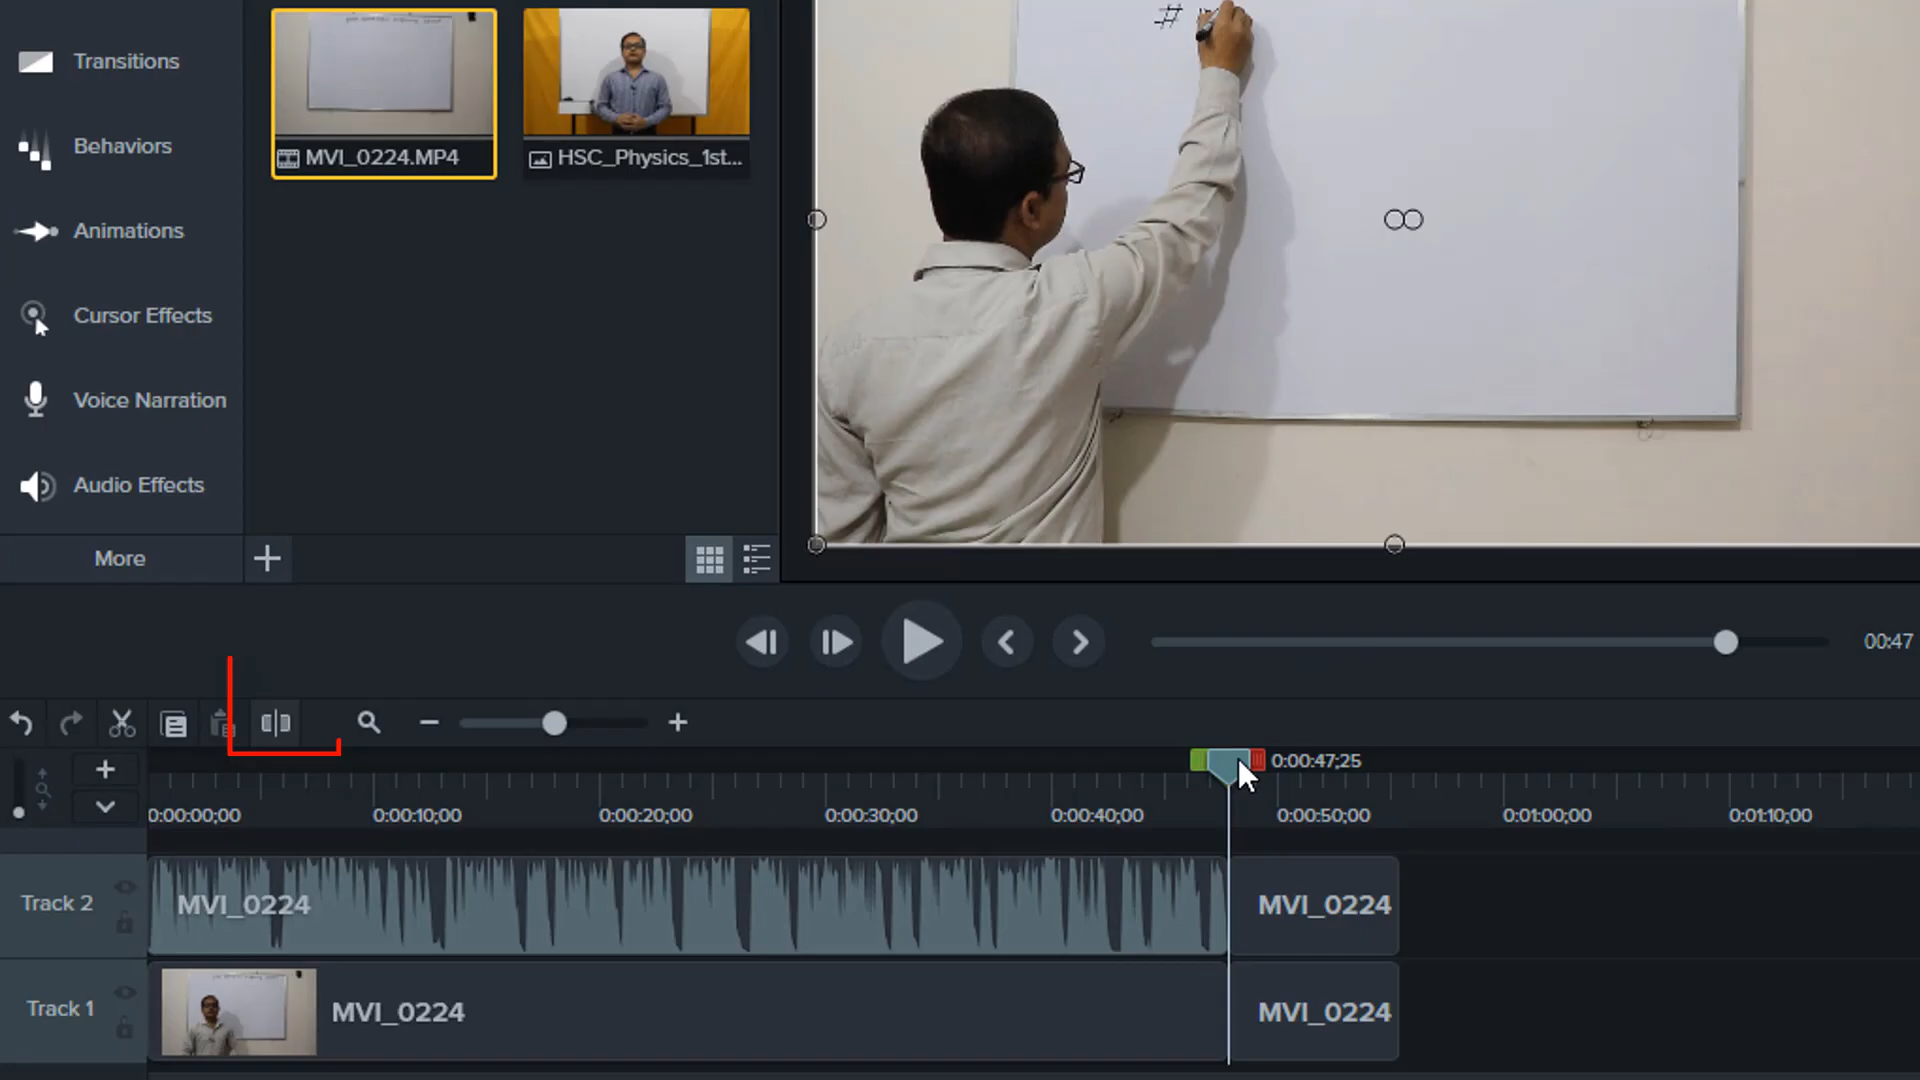 Transitions
Behaviors
Animations
Cursor Effects
Voice Narration
Audio Effects
More
MVI_0224.MP4
HSC_Physics_1st...
#
00:47
0:00:47;25
0:00:00;00 0:00:10;00 0:00:20;00 0:00:30;00 0:00:40;00 0:00:50;00 0:01:00;00 0:01:10;00
Track 2
MVI_0224
MVI_0224
Track 1
MVI_0224
MVI_0224